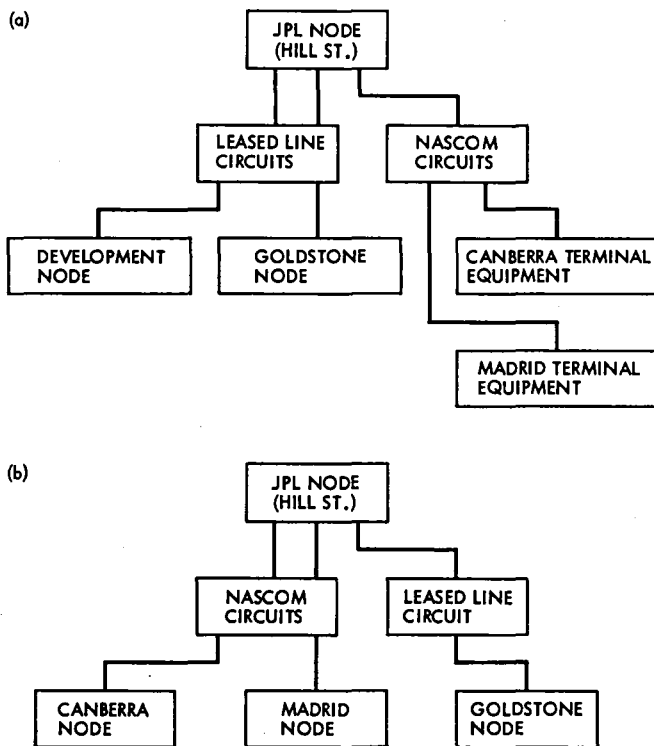 (a)
JPL NODE
(HILL ST.)
LEASED LINE
CIRCUITS
NASCOM
CIRCUITS
DEVELOPMENT
NODE
GOLDSTONE
NODE
CANBERRA TERMINAL
EQUIPMENT
MADRID TERMINAL
EQUIPMENT
(b)
JPL NODE
(HILL ST.)
NASCOM
CIRCUITS
LEASED LINE
CIRCUIT
CANBERRA
NODE
MADRID
NODE
GOLDSTONE
NODE